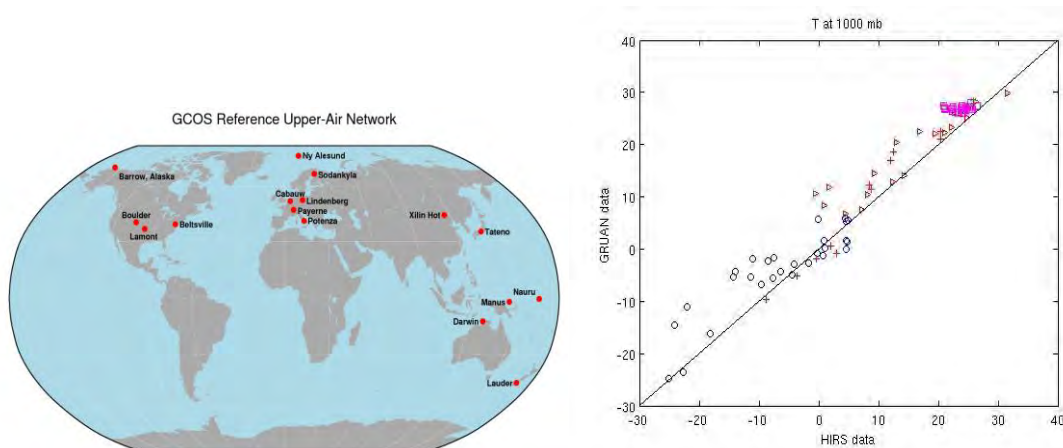 GCOS Reference Upper-Air Network
Ny Alesund
Barrow, Alaska
Sodankyla
Cabauw
Lindenberg
Boulder
Payerne
Xilin Hot
Beltsville
Potenza
Lamont
Tateno
Nauru
Manus
Darwin
Lauder
T at 1000 mb
40
30
20
10
0
-10
-20
-30
GRUAN data
-30 -20 -10 0 10 20 30 40
HIRS data